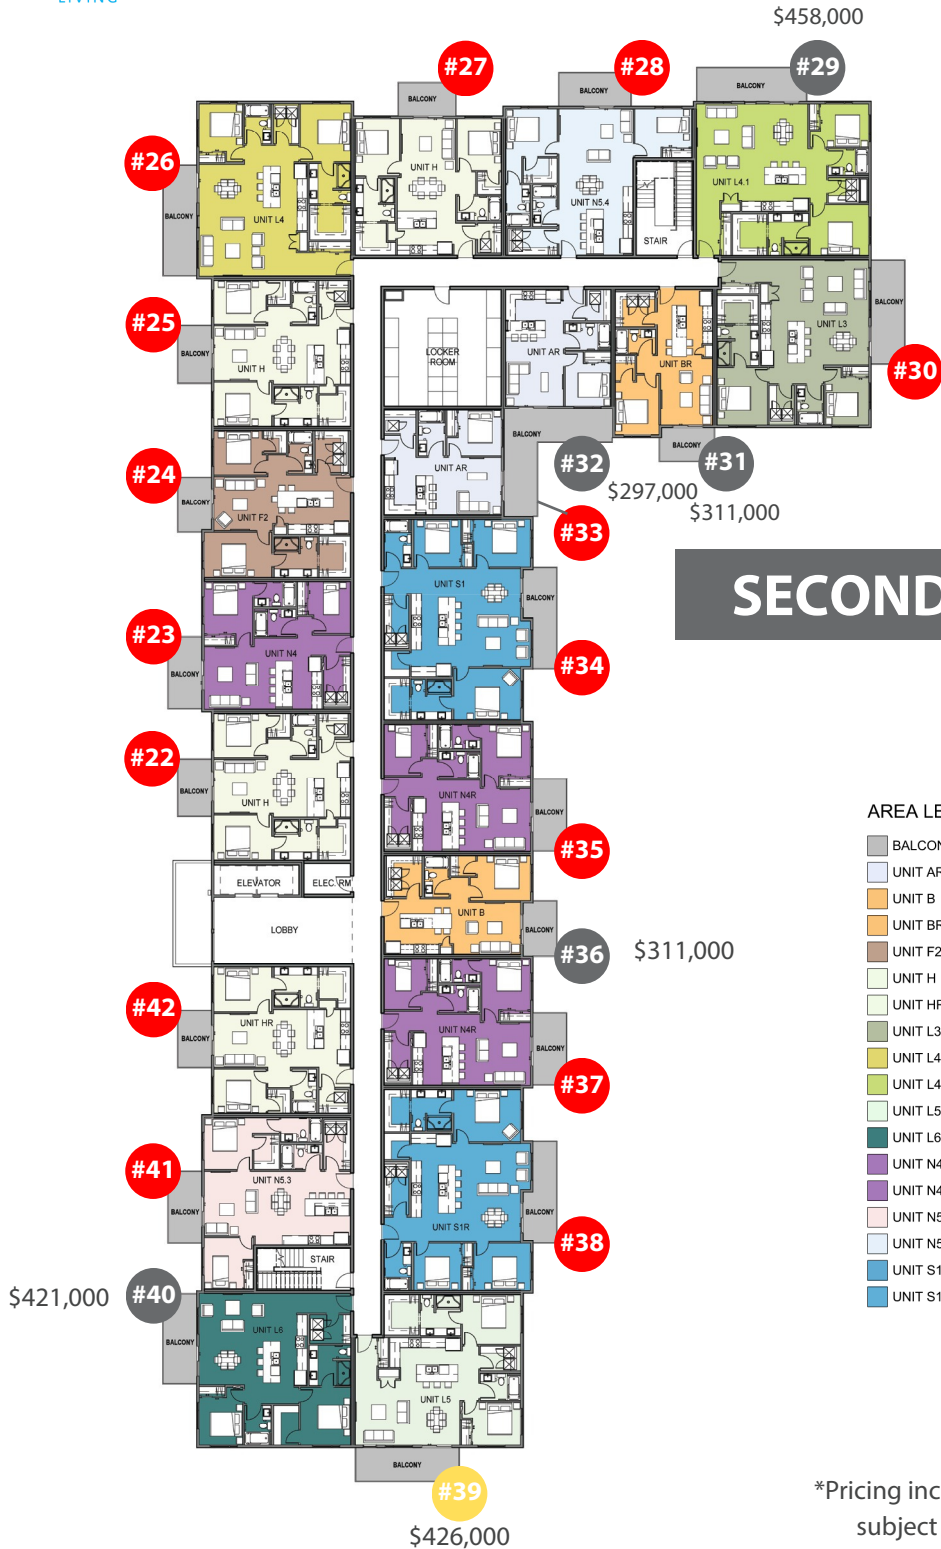 LIVING
$458,000
#27
#28
#29
BALCONY
BALCONY
BALCONY
#26
UNIT L4
BALCONY
UNIT H
UNIT N5.4
STAIR
UNIT L4.1
#25
BALCONY
UNIT H
LOCKER
ROOM
UNIT AR
UNIT BR
UNIT L3
BALCONY
#30
#24
BALCONY
UNIT F2
UNIT AR
BALCONY
#32
$297,000
BALCONY
#31
$311,000
#33
#23
BALCONY
UNIT N4
UNIT S1
BALCONY
#34
SECOND
#22
BALCONY
UNIT H
UNIT N4R
BALCONY
#35
ELEVATOR
ELEC. RM
LOBBY
UNIT B
BALCONY
#36
$311,000
#42
BALCONY
UNIT HR
UNIT N4R
BALCONY
#37
#41
BALCONY
UNIT N5.3
STAIR
UNIT S1R
BALCONY
#38
$421,000
#40
BALCONY
UNIT L6
UNIT L5
BALCONY
#39
$426,000
AREA LE
BALCON
UNIT AR
UNIT B
UNIT BR
UNIT F2
UNIT H
UNIT HR
UNIT L3
UNIT L4
UNIT L4
UNIT L5
UNIT L6
UNIT N4
UNIT N4
UNIT N5
UNIT N5
UNIT S1
UNIT S1
*Pricing inc
subject